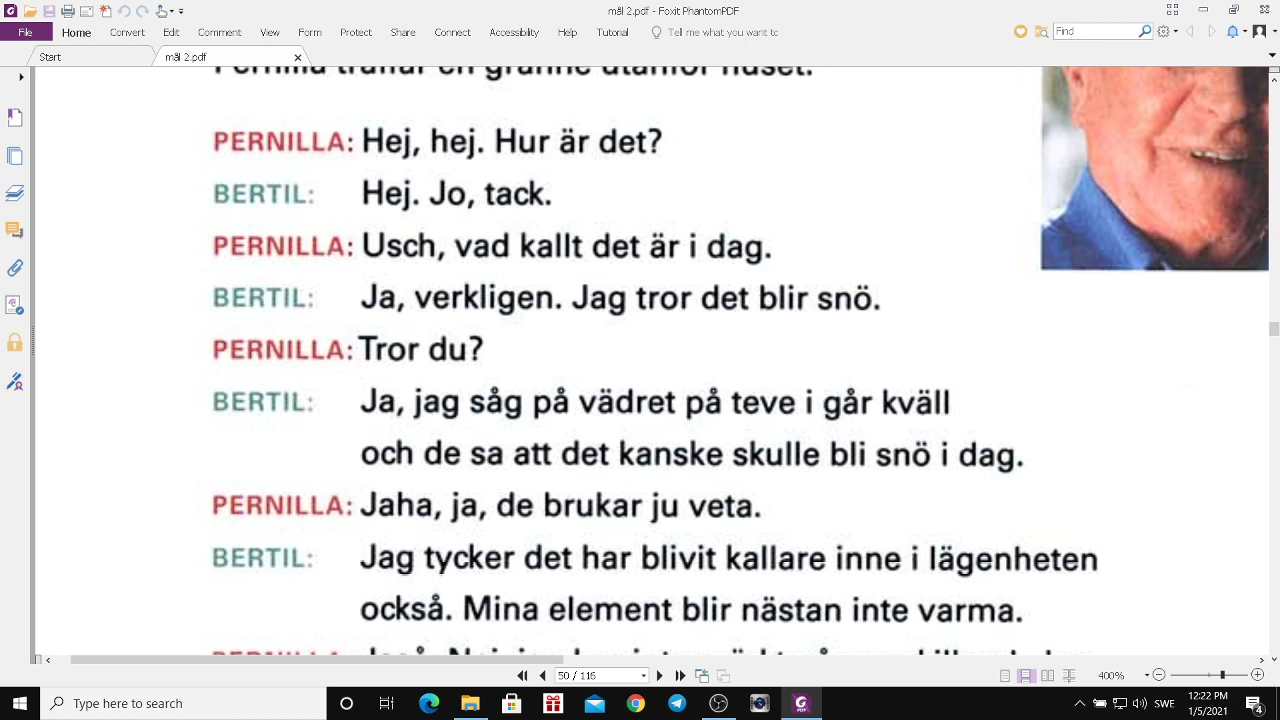 mål 2.pdf - Foxit PhantomPDF
File Home Convert Edit Comment View Form Protect Share Connect Accessibility Help Tutorial Tell me what you want to Find
Start mål 2.pdf
Pernilla träffar en granne utanför huset.
PERNILLA: Hej, hej. Hur är det?
BERTIL: Hej. Jo, tack.
PERNILLA: Usch, vad kallt det är i dag.
BERTIL: Ja, verkligen. Jag tror det blir snö.
PERNILLA: Tror du?
BERTIL: Ja, jag såg på vädret på teve i går kväll
och de sa att det kanske skulle bli snö i dag.
PERNILLA: Jaha, ja, de brukar ju veta.
BERTIL: Jag tycker det har blivit kallare inne i lägenheten
också. Mina element blir nästan inte varma.
50 / 116 400%
Type here to search SWE 12:22 PM
1/5/2021